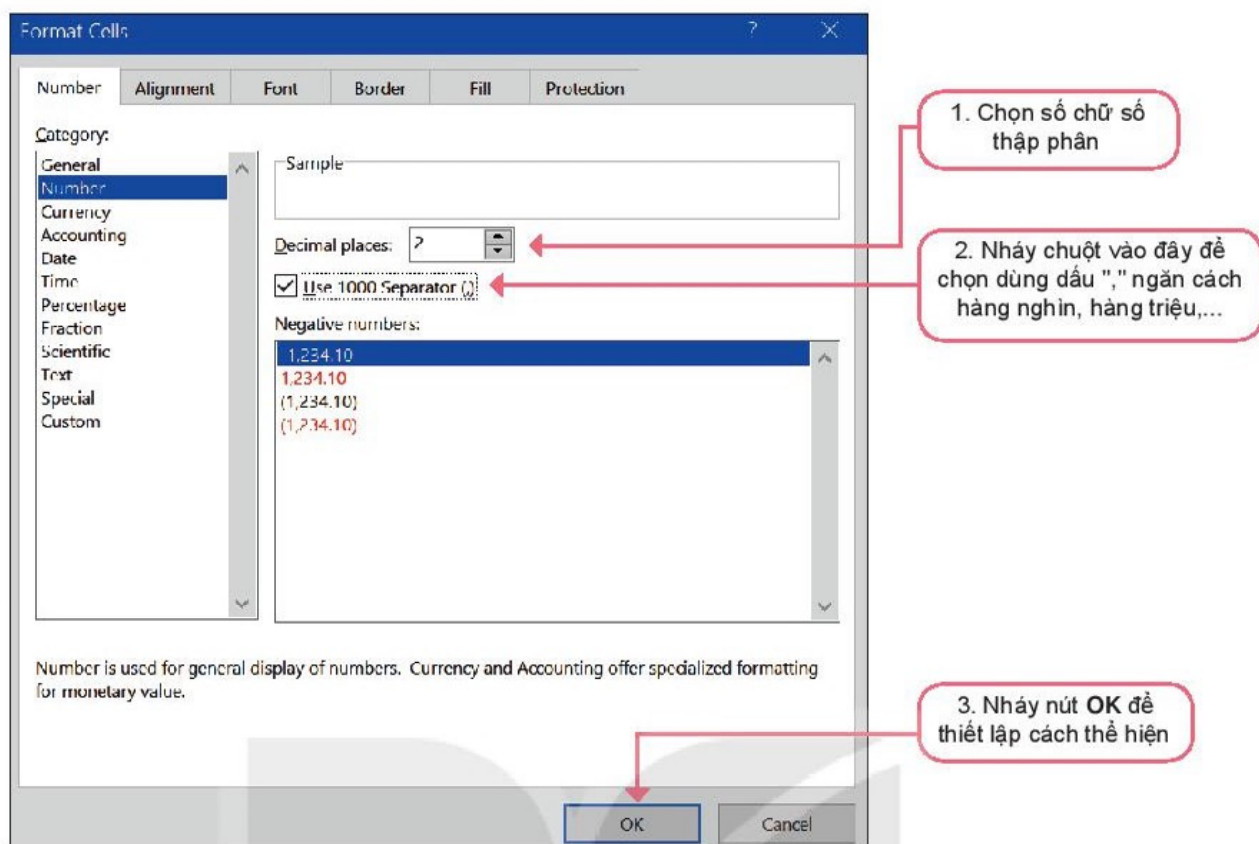 Format Cells
Number Alignment Font Border Fill Protection
Category:
General
Number
Currency
Accounting
Date
Time
Percentage
Fraction
Scientific
Text
Special
Custom
Sample
Decimal places: 2
Use 1000 Separator (,)
Negative numbers:
-1,234.10
1,234.10
(1,234.10)
(1,234.10)
Number is used for general display of numbers. Currency and Accounting offer specialized formatting
for monetary value.
OK Cancel
1. Chọn số chữ số
thập phân
2. Nháy chuột vào đây để
chọn dùng dấu "," ngăn cách
hàng nghìn, hàng triệu,...
3. Nháy nút OK để
thiết lập cách thể hiện